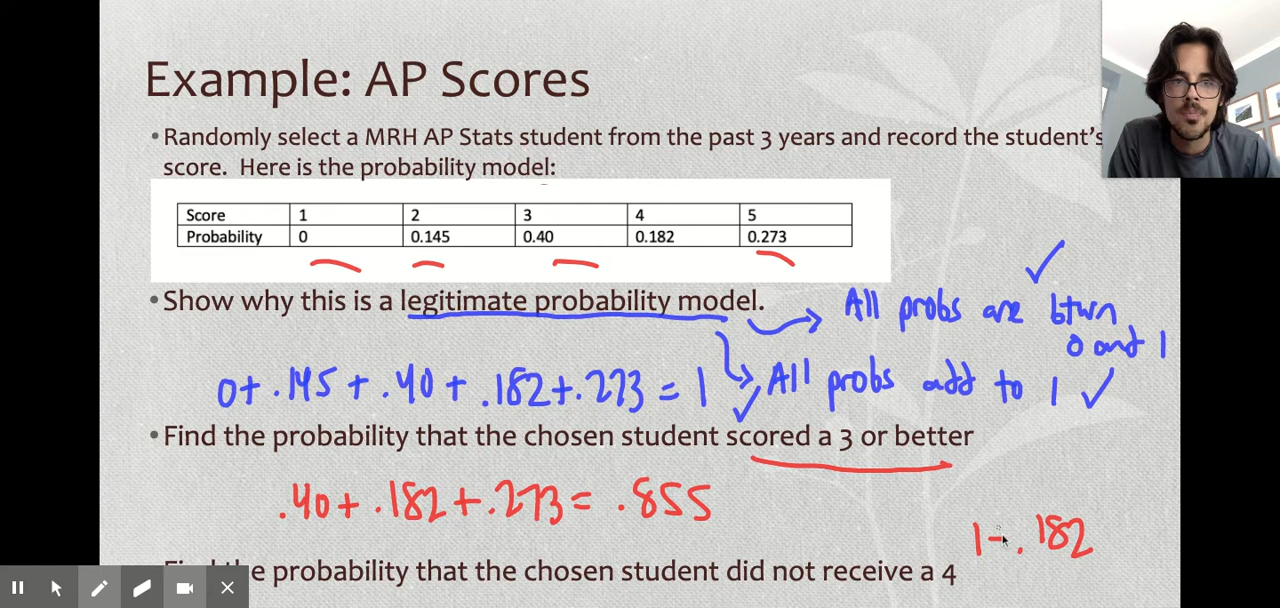 Example: AP Scores
•Randomly select a MRH AP Stats student from the past 3 years and record the student's
score. Here is the probability model:
Score 1 2 3 4 5
Probability 0 0.145 0.40 0.182 0.273
•Show why this is a legitimate probability model.
All probs are btwn
0 and 1
0 + .145 + .40 + .182 + .273 = 1
All probs add to 1
•Find the probability that the chosen student scored a 3 or better
.40 + .182 + .273 = .855
1 - .182
the probability that the chosen student did not receive a 4